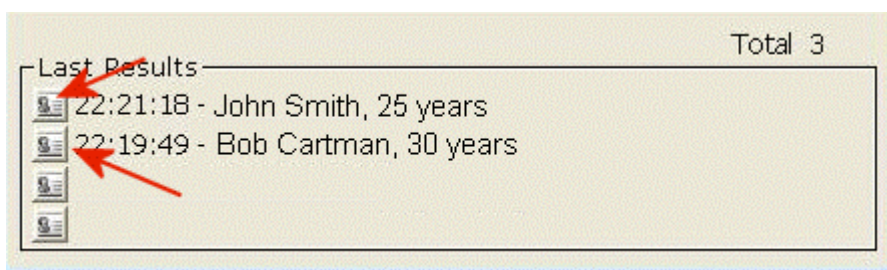 Total 3
Last Results
22:21:18 - John Smith, 25 years
22:19:49 - Bob Cartman, 30 years